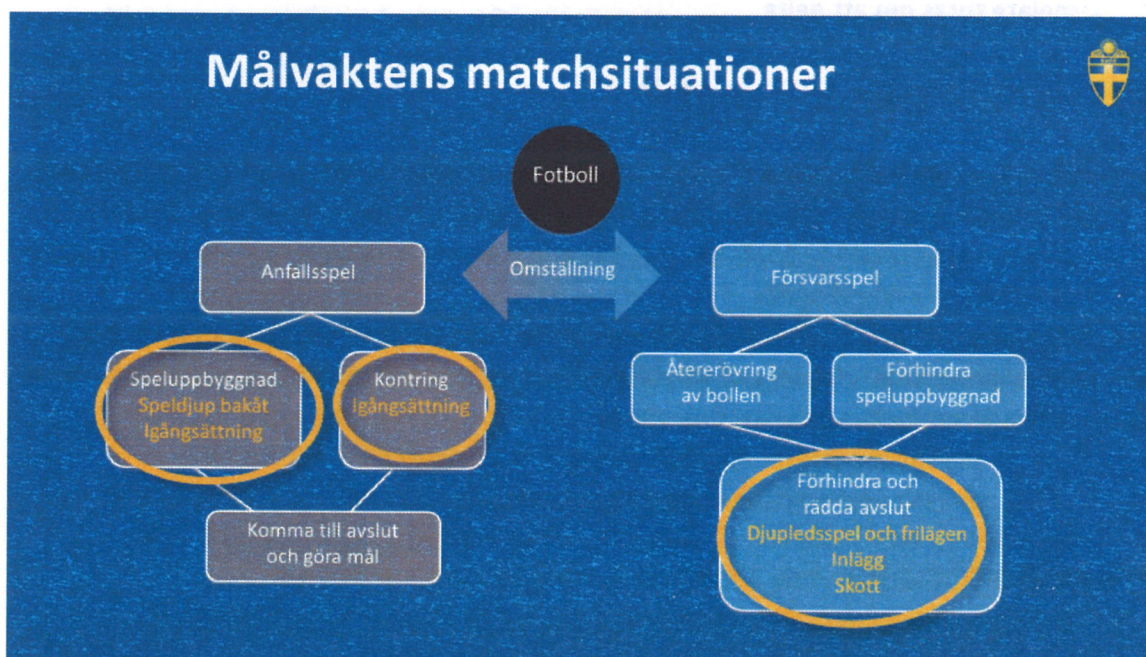 Målvaktens matchsituationer
Fotboll
Omställning
Anfallsspel
Försvarsspel
Speluppbyggnad
Speldjup bakåt
Igångsättning
Kontring
Igångsättning
Återerövring
av bollen
Förhindra
speluppbyggnad
Komma till avslut
och göra mål
Förhindra och
rädda avslut
Djupledsspel och frilägen
Inlägg
Skott